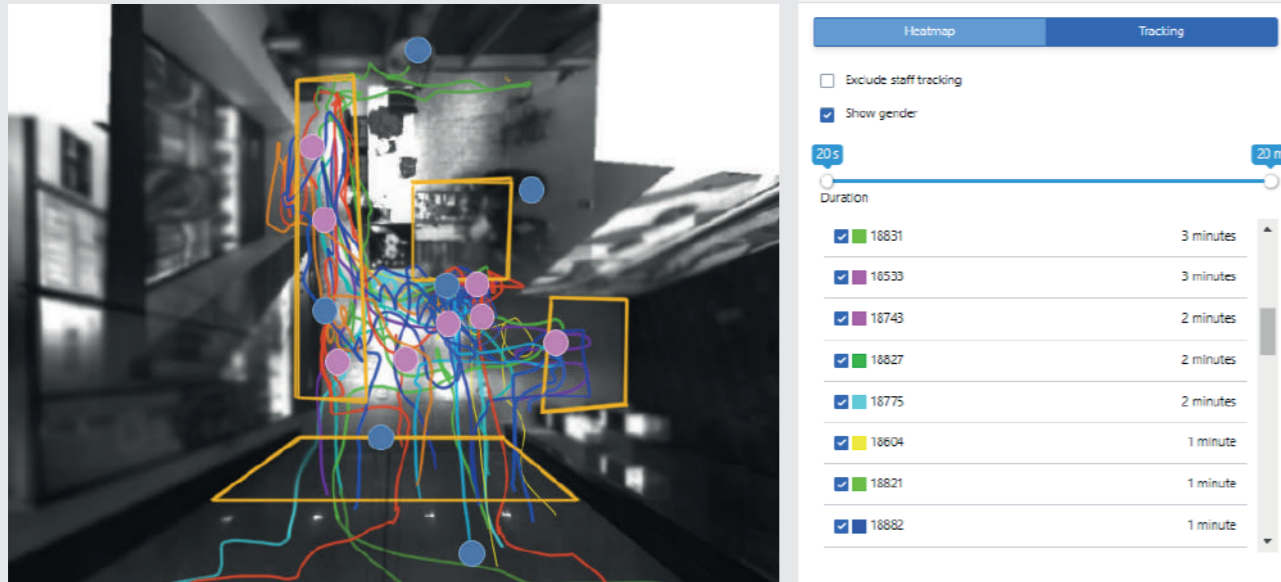 Heatmap Tracking
Exclude staff tracking
Show gender
20 s 20 m
Duration
18831 3 minutes
18533 3 minutes
18743 2 minutes
18827 2 minutes
18775 2 minutes
18604 1 minute
18821 1 minute
18882 1 minute